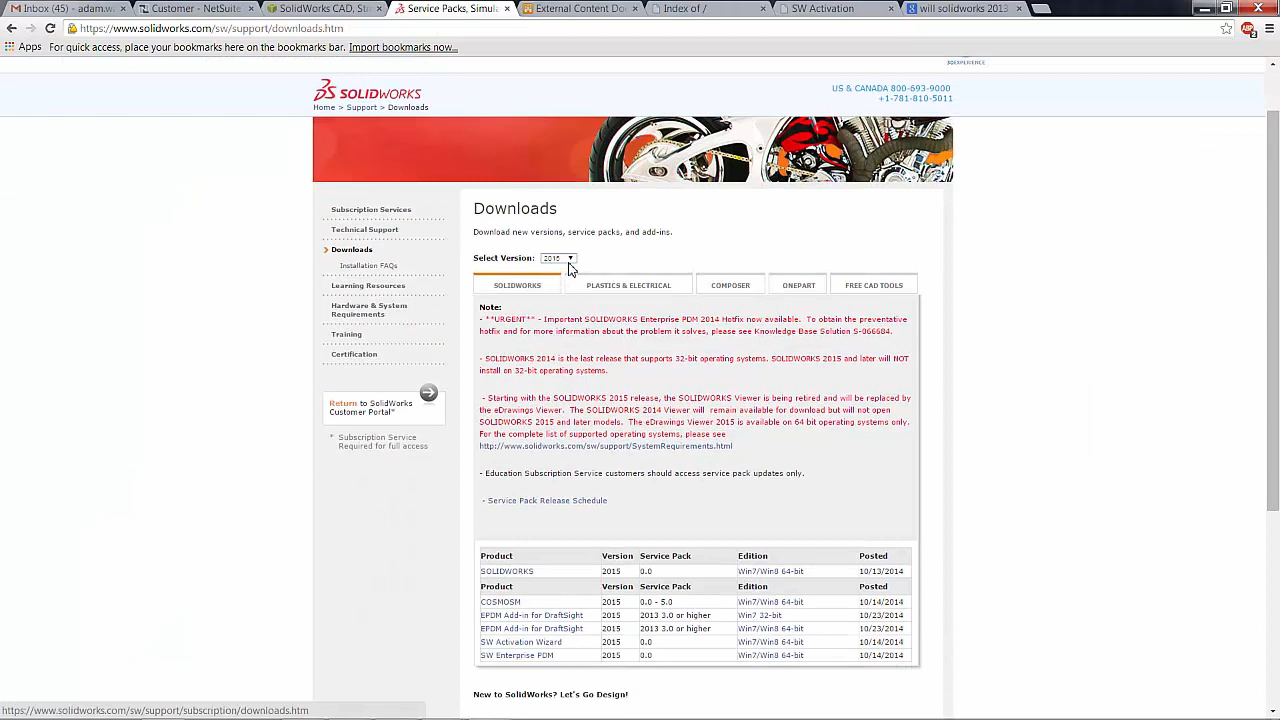 Inbox (45) - adam.w
Customer - NetSuite
SolidWorks CAD, St
Service Packs, Simula
External Content Do
Index of /
SW Activation
will solidworks 2013
https://www.solidworks.com/sw/support/downloads.htm
Apps
For quick access, place your bookmarks here on the bookmarks bar. Import bookmarks now...
3DEXPERIENCE
SOLIDWORKS
US & CANADA 800-693-9000
+1-781-810-5011
Home > Support > Downloads
Subscription Services
Technical Support
Downloads
Installation FAQs
Learning Resources
Hardware & System
Requirements
Training
Certification
Return to SolidWorks
Customer Portal*
* Subscription Service
Required for full access
Downloads
Download new versions, service packs, and add-ins.
Select Version: 2015
SOLIDWORKS PLASTICS & ELECTRICAL COMPOSER ONEPART FREE CAD TOOLS
Note:
- **URGENT** - Important SOLIDWORKS Enterprise PDM 2014 Hotfix now available. To obtain the preventative
hotfix and for more information about the problem it solves, please see Knowledge Base Solution S-066684.
- SOLIDWORKS 2014 is the last release that supports 32-bit operating systems. SOLIDWORKS 2015 and later will NOT
install on 32-bit operating systems.
- Starting with the SOLIDWORKS 2015 release, the SOLIDWORKS Viewer is being retired and will be replaced by
the eDrawings Viewer. The SOLIDWORKS 2014 Viewer will remain available for download but will not open
SOLIDWORKS 2015 and later models. The eDrawings Viewer 2015 is available on 64 bit operating systems only.
For the complete list of supported operating systems, please see
http://www.solidworks.com/sw/support/SystemRequirements.html
- Education Subscription Service customers should access service pack updates only.
- Service Pack Release Schedule
Product Version Service Pack Edition Posted
SOLIDWORKS 2015 0.0 Win7/Win8 64-bit 10/13/2014
Product Version Service Pack Edition Posted
COSMOSM 2015 0.0 - 5.0 Win7/Win8 64-bit 10/14/2014
EPDM Add-in for DraftSight 2015 2013 3.0 or higher Win7 32-bit 10/23/2014
EPDM Add-in for DraftSight 2015 2013 3.0 or higher Win7/Win8 64-bit 10/23/2014
SW Activation Wizard 2015 0.0 Win7/Win8 64-bit 10/14/2014
SW Enterprise PDM 2015 0.0 Win7/Win8 64-bit 10/14/2014
New to SolidWorks? Let's Go Design!
https://www.solidworks.com/sw/support/subscription/downloads.htm